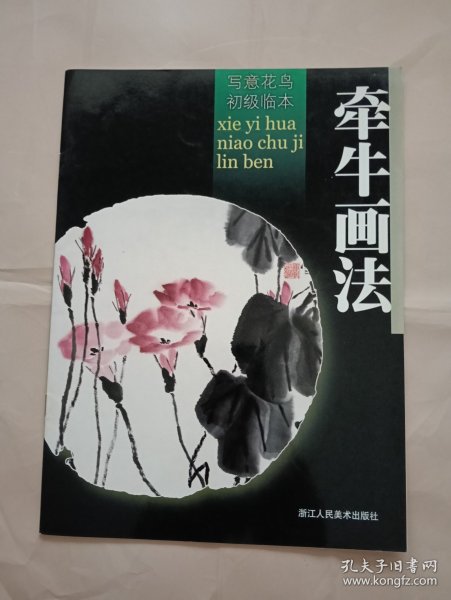 写意花鸟
初级临本
xie yi hua
niao chu ji
lin ben
牵牛画法
浙江人民美术出版社
孔夫子旧书网
www.kongfz.com